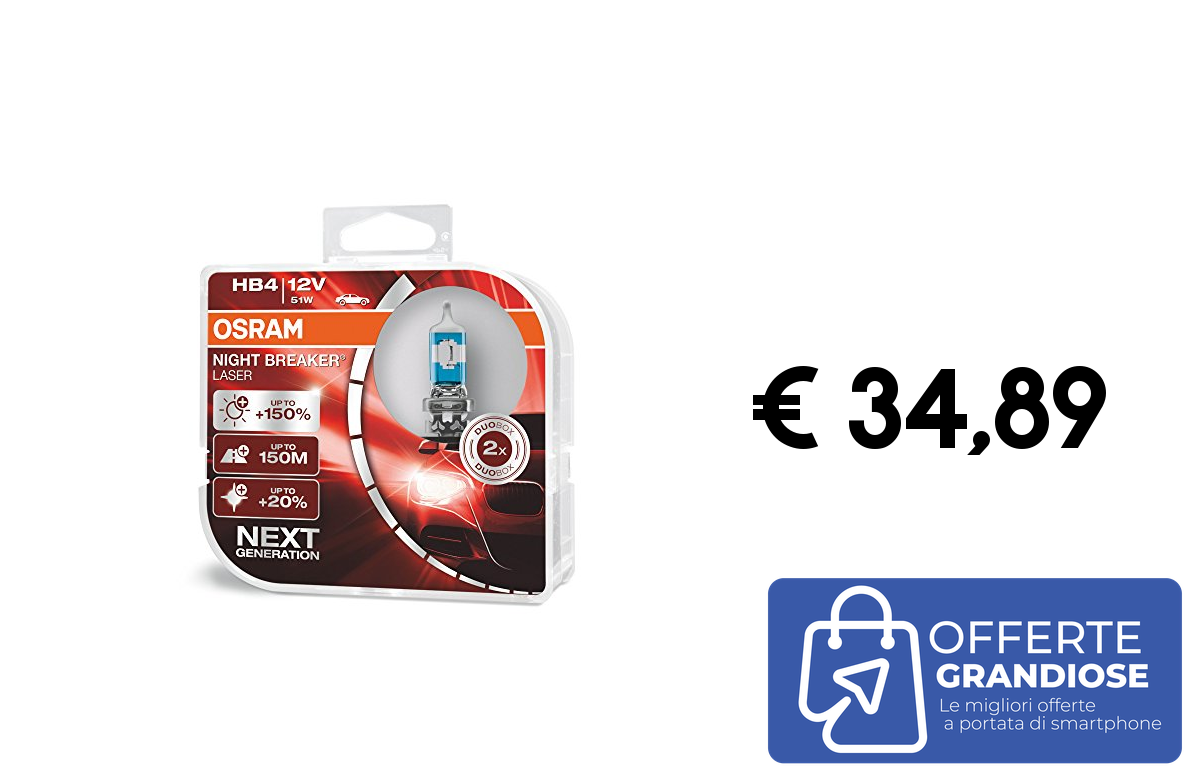 HB4 | 12V
51W
OSRAM
NIGHT BREAKER®
LASER
UP TO
+150%
UP TO
150M
UP TO
+20%
NEXT
GENERATION
DUOBOX
2x
DUOBOX
€ 34,89
OFFERTE
GRANDIOSE
Le migliori offerte
a portata di smartphone